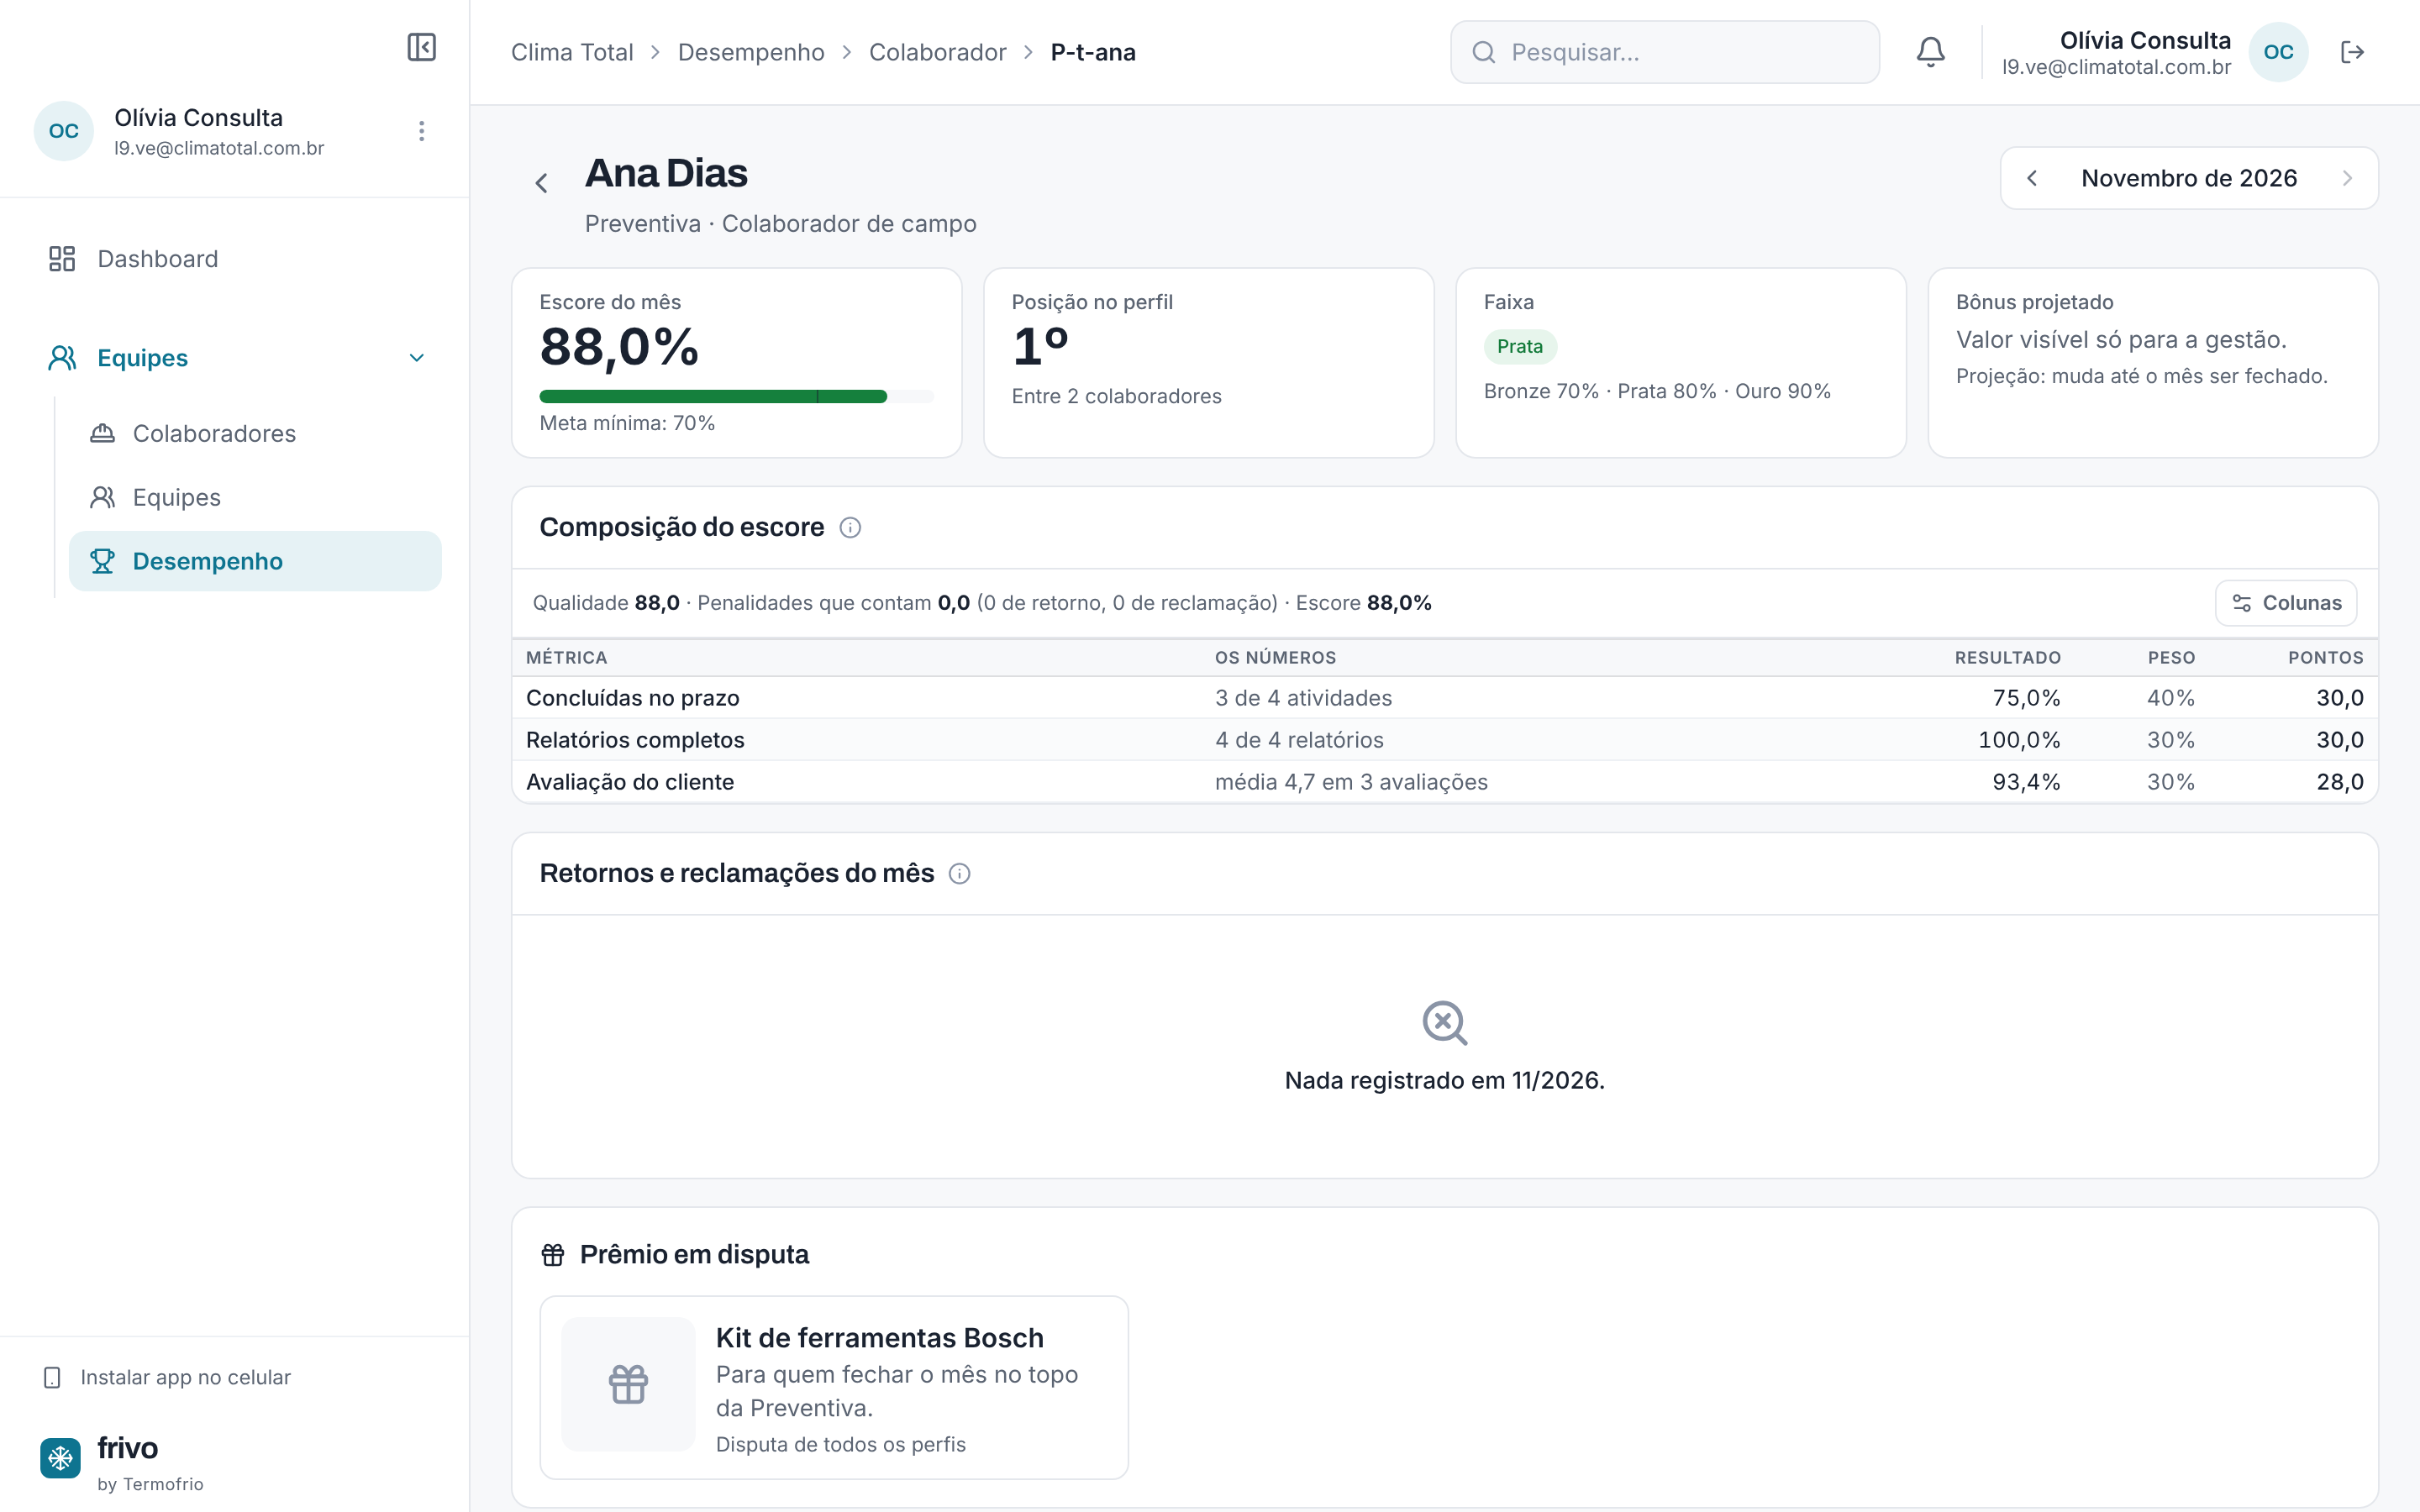 Clima Total
Desempenho
Colaborador
P-t-ana
Pesquisar...
Olívia Consulta
l9.ve@climatotal.com.br
OC
OC
Olívia Consulta
l9.ve@climatotal.com.br
Dashboard
Equipes
Colaboradores
Equipes
Desempenho
Instalar app no celular
frivo
by Termofrio
Ana Dias
Preventiva · Colaborador de campo
Novembro de 2026
Escore do mês
88,0%
Meta mínima: 70%
Posição no perfil
1º
Entre 2 colaboradores
Faixa
Prata
Bronze 70% · Prata 80% · Ouro 90%
Bônus projetado
Valor visível só para a gestão.
Projeção: muda até o mês ser fechado.
Composição do escore
Qualidade 88,0 · Penalidades que contam 0,0 (0 de retorno, 0 de reclamação) · Escore 88,0%
Colunas
MÉTRICA OS NÚMEROS RESULTADO PESO PONTOS
Concluídas no prazo 3 de 4 atividades 75,0% 40% 30,0
Relatórios completos 4 de 4 relatórios 100,0% 30% 30,0
Avaliação do cliente média 4,7 em 3 avaliações 93,4% 30% 28,0
Retornos e reclamações do mês
Nada registrado em 11/2026.
Prêmio em disputa
Kit de ferramentas Bosch
Para quem fechar o mês no topo
da Preventiva.
Disputa de todos os perfis